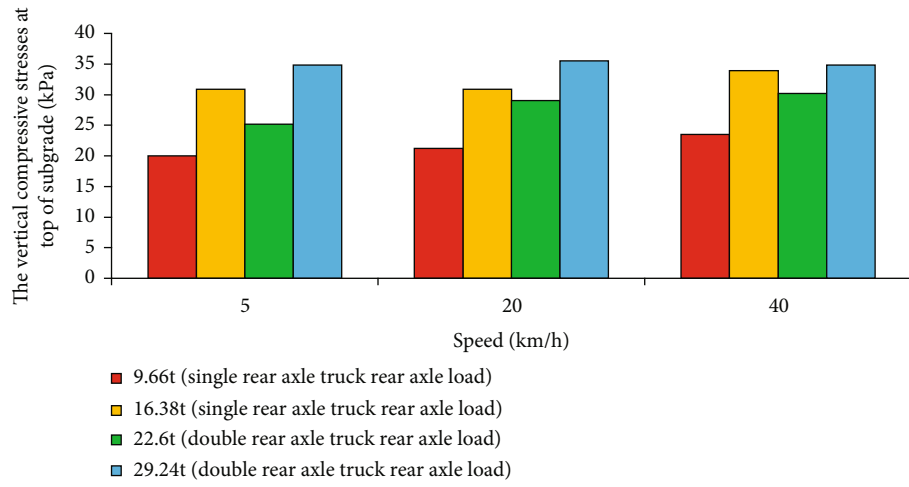 The vertical compressive stresses at
top of subgrade (kPa)
40
35
30
25
20
15
10
5
0
5 20 40
Speed (km/h)
9.66t (single rear axle truck rear axle load)
16.38t (single rear axle truck rear axle load)
22.6t (double rear axle truck rear axle load)
29.24t (double rear axle truck rear axle load)